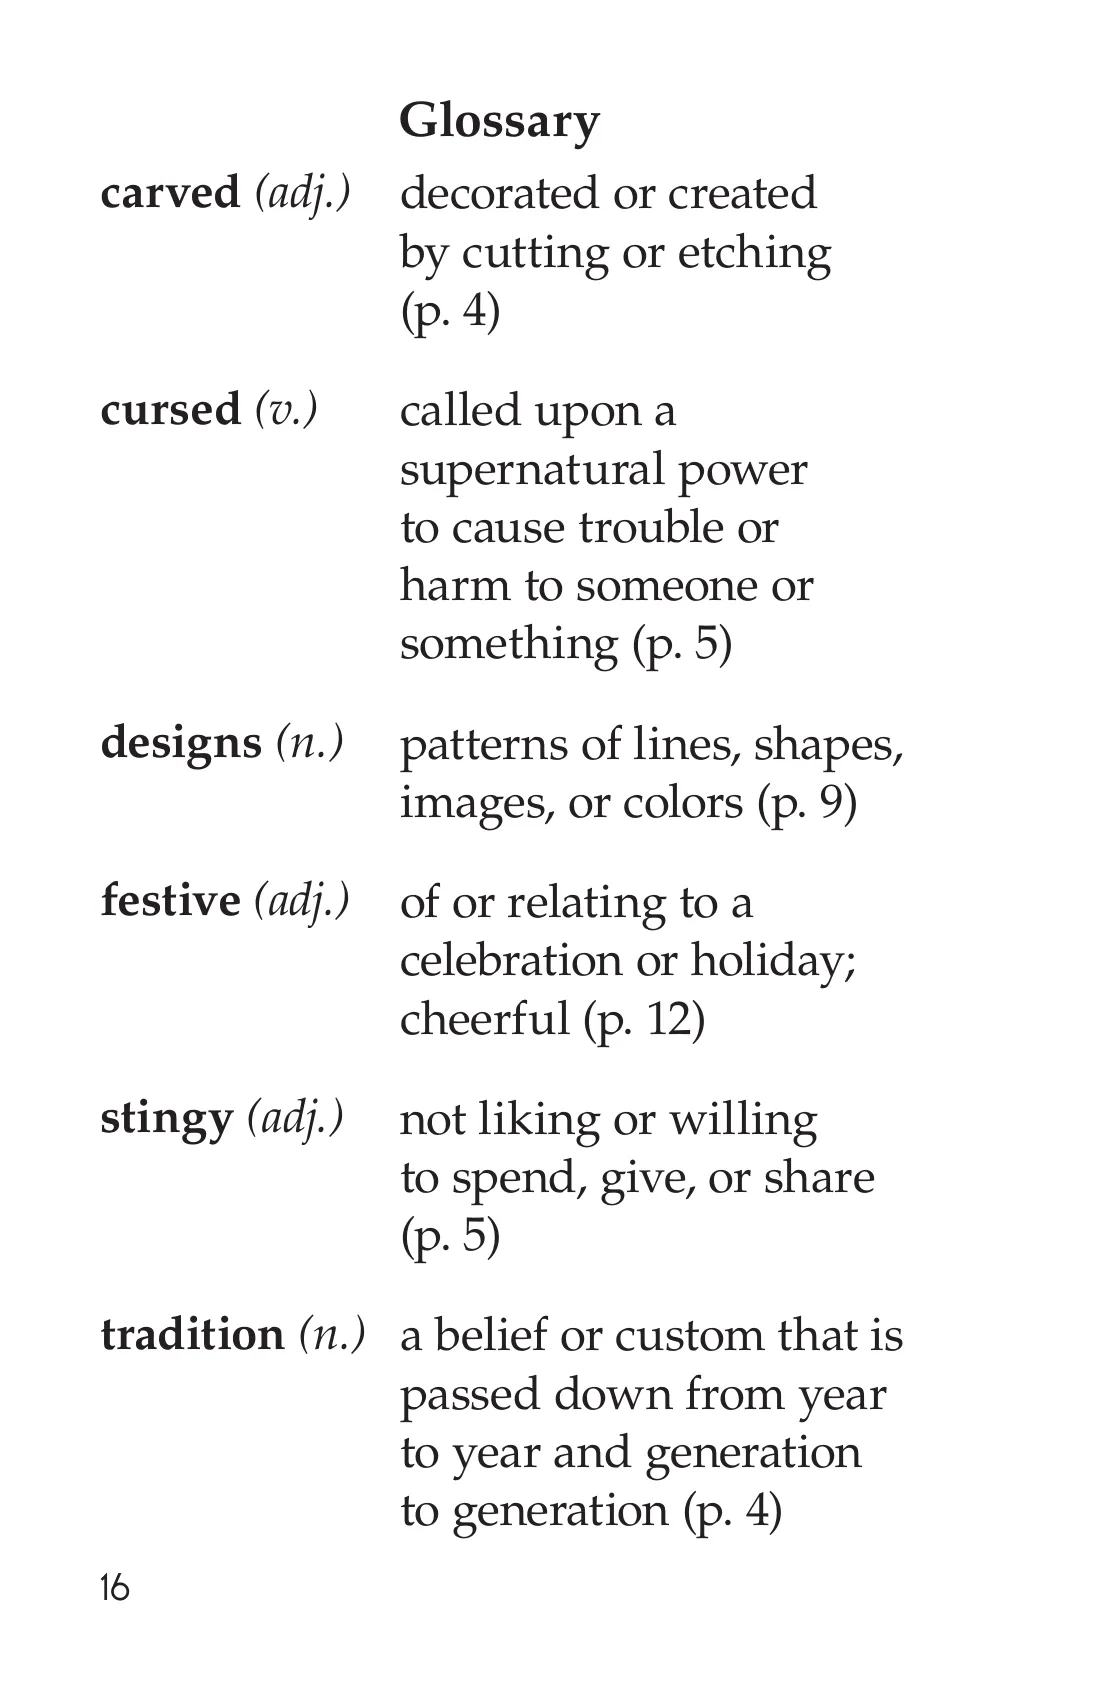 Glossary
carved (adj.) decorated or created
by cutting or etching
(p. 4)
cursed (v.) called upon a
supernatural power
to cause trouble or
harm to someone or
something (p. 5)
designs (n.) patterns of lines, shapes,
images, or colors (p. 9)
festive (adj.) of or relating to a
celebration or holiday;
cheerful (p. 12)
stingy (adj.) not liking or willing
to spend, give, or share
(p. 5)
tradition (n.) a belief or custom that is
passed down from year
to year and generation
to generation (p. 4)
16